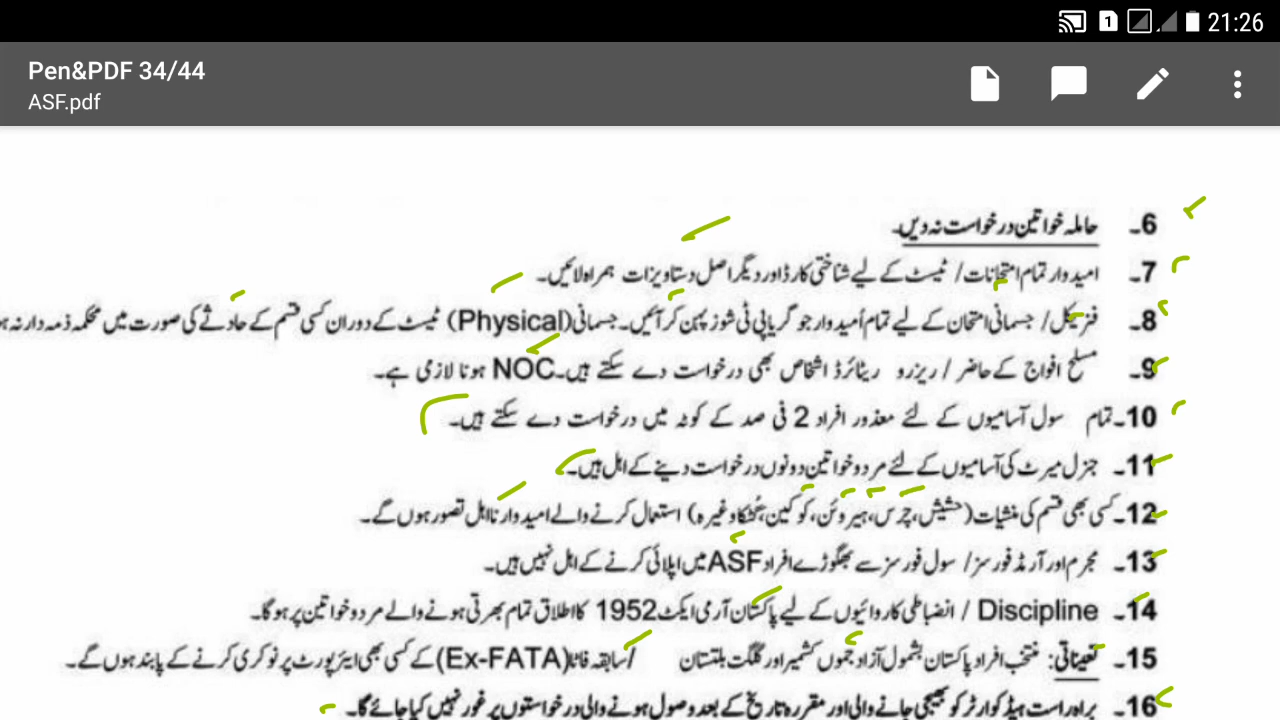 21:26
Pen&PDF 34/44
ASF.pdf
6۔ حاملہ خواتین درخواست نہ دیں۔
7۔ امیدوار تمام امتحانات / ٹیسٹ کے لیے شناختی کارڈ اور دیگر اصل دستاویزات ہمراہ لائیں۔
8۔ فزیکل / جسمانی امتحان کے لیے تمام اُمیدوار جوگر یا پی ٹی شوز پہن کر آئیں۔ جسمانی (Physical) ٹیسٹ کے دوران کسی قسم کے حادثے کی صورت میں محکمہ ذمہ دار نہ
9۔ مسلح افواج کے حاضر / ریزرو ریٹائرڈ اشخاص بھی درخواست دے سکتے ہیں۔ NOC ہونا لازمی ہے۔
10۔ تمام سول آسامیوں کے لئے معذور افراد 2 فی صد کے کوٹہ میں درخواست دے سکتے ہیں۔
11۔ جنرل میرٹ کی آسامیوں کے لئے مرد و خواتین دونوں درخواست دینے کے اہل ہیں۔
12۔ کسی بھی قسم کی منشیات (حشیش، چرس، ہیروئن، کوکین، گٹکا وغیرہ) استعمال کرنے والے امیدوار نااہل تصور ہوں گے۔
13۔ مجرم اور آرمڈ فورسز / سول فورسز سے بھگوڑے افراد ASF میں اپلائی کرنے کے اہل نہیں ہیں۔
14۔ Discipline / انضباطی کاروائیوں کے لیے پاکستان آرمی ایکٹ 1952 کا اطلاق تمام بھرتی ہونے والے مرد و خواتین پر ہوگا۔
15۔ تعیناتی: منتخب افراد پاکستان بشمول آزاد جموں کشمیر اور گلگت بلتستان / سابقہ فاٹا (Ex-FATA) کے کسی بھی ایئرپورٹ پر نوکری کرنے کے پابند ہوں گے۔
16۔ براہ راست ہیڈ کوارٹر کو بھیجی جانے والی اور مقررہ تاریخ کے بعد وصول ہونے والی درخواستوں پر غور نہیں کیا جائے گا۔